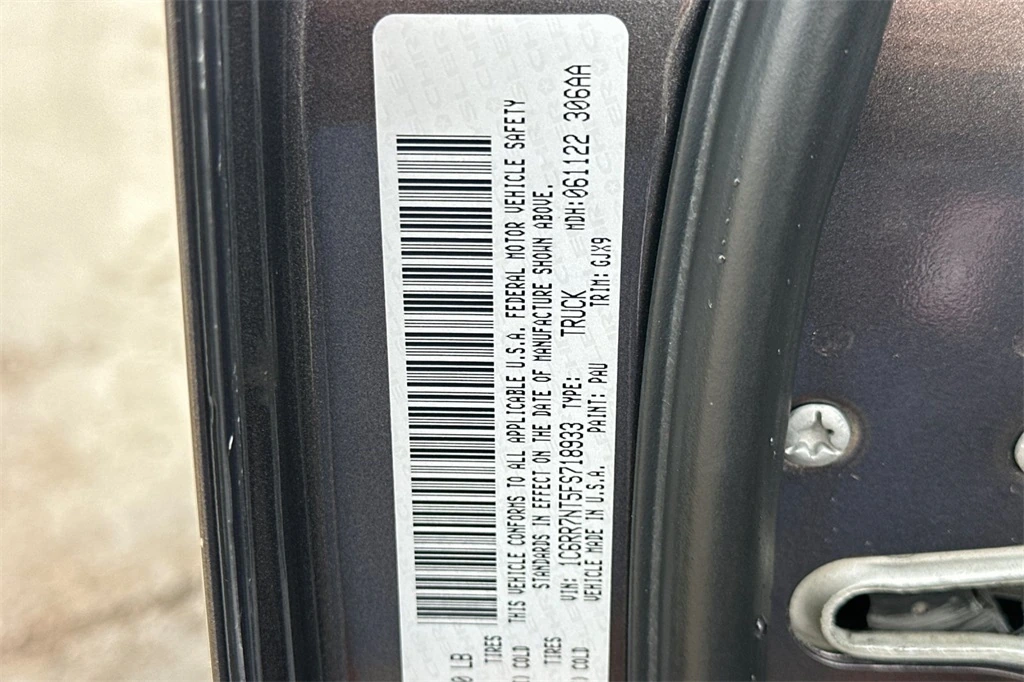 THIS VEHICLE CONFORMS TO ALL APPLICABLE U.S.A. FEDERAL MOTOR VEHICLE SAFETY
STANDARDS IN EFFECT ON THE DATE OF MANUFACTURE SHOWN ABOVE.
VIN: 1C6RR7NT5FS718933 TYPE: TRUCK MDH: 061122 306AA
VEHICLE MADE IN U.S.A. PAINT: PAU TRIM: GJX9
LB
TIRES
COLD
TIRES
COLD